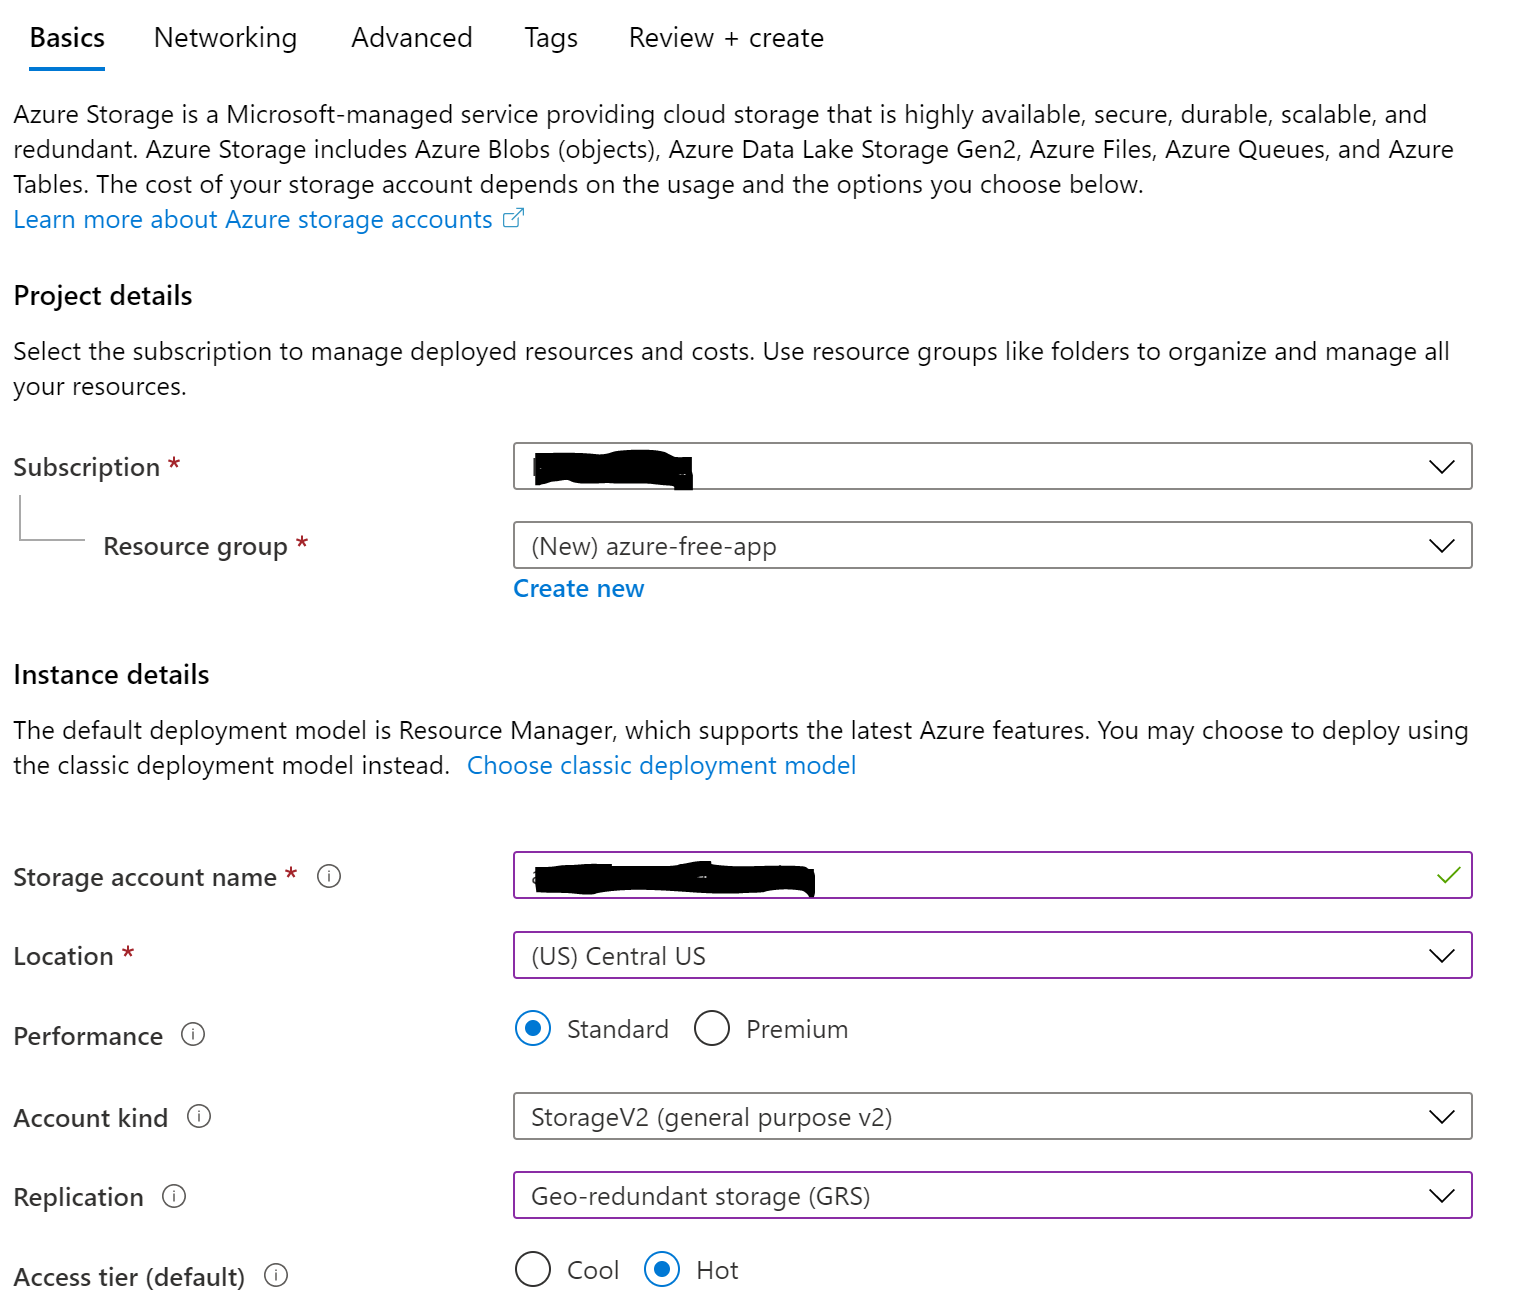 Basics Networking Advanced Tags Review + create
Azure Storage is a Microsoft-managed service providing cloud storage that is highly available, secure, durable, scalable, and
redundant. Azure Storage includes Azure Blobs (objects), Azure Data Lake Storage Gen2, Azure Files, Azure Queues, and Azure
Tables. The cost of your storage account depends on the usage and the options you choose below.
Learn more about Azure storage accounts
Project details
Select the subscription to manage deployed resources and costs. Use resource groups like folders to organize and manage all
your resources.
Subscription *
Resource group * (New) azure-free-app
Create new
Instance details
The default deployment model is Resource Manager, which supports the latest Azure features. You may choose to deploy using
the classic deployment model instead. Choose classic deployment model
Storage account name *
Location * (US) Central US
Performance Standard Premium
Account kind StorageV2 (general purpose v2)
Replication Geo-redundant storage (GRS)
Access tier (default) Cool Hot